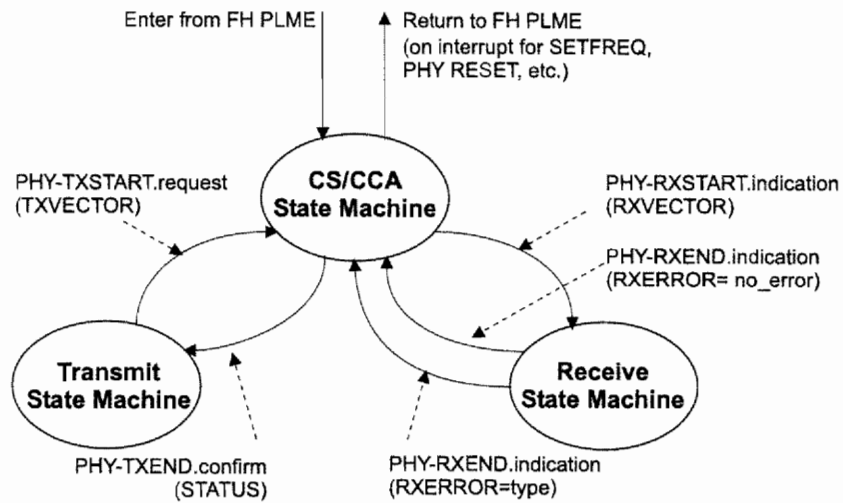 Enter from FH PLME
Return to FH PLME
(on interrupt for SETFREQ,
PHY RESET, etc.)
CS/CCA
State Machine
PHY-TXSTART.request
(TXVECTOR)
PHY-RXSTART.indication
(RXVECTOR)
PHY-RXEND.indication
(RXERROR= no_error)
Transmit
State Machine
Receive
State Machine
PHY-TXEND.confirm
(STATUS)
PHY-RXEND.indication
(RXERROR=type)